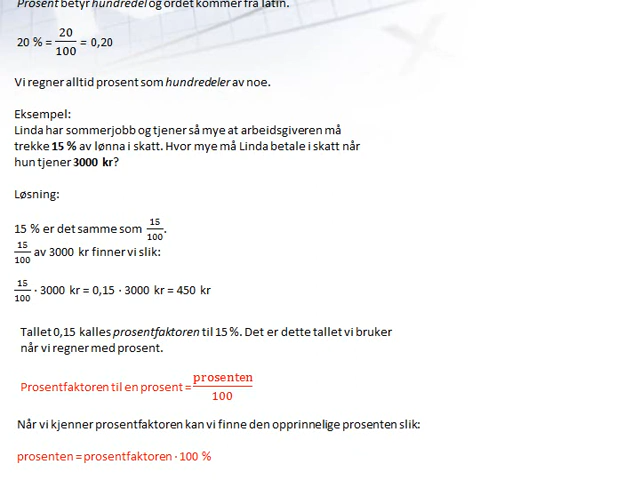 Prosent betyr hundredel og ordet kommer fra latin.
20 % = 20/100 = 0,20
Vi regner alltid prosent som hundredeler av noe.
Eksempel:
Linda har sommerjobb og tjener så mye at arbeidsgiveren må
trekke 15 % av lønna i skatt. Hvor mye må Linda betale i skatt når
hun tjener 3000 kr?
Løsning:
15 % er det samme som 15/100.
15/100 av 3000 kr finner vi slik:
15/100 · 3000 kr = 0,15 · 3000 kr = 450 kr
Tallet 0,15 kalles prosentfaktoren til 15 %. Det er dette tallet vi bruker
når vi regner med prosent.
Prosentfaktoren til en prosent = prosenten/100
Når vi kjenner prosentfaktoren kan vi finne den opprinnelige prosenten slik:
prosenten = prosentfaktoren · 100 %